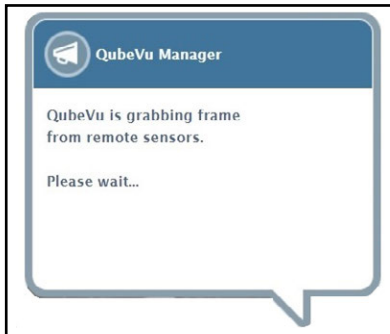 QubeVu Manager
QubeVu is grabbing frame
from remote sensors.
Please wait...